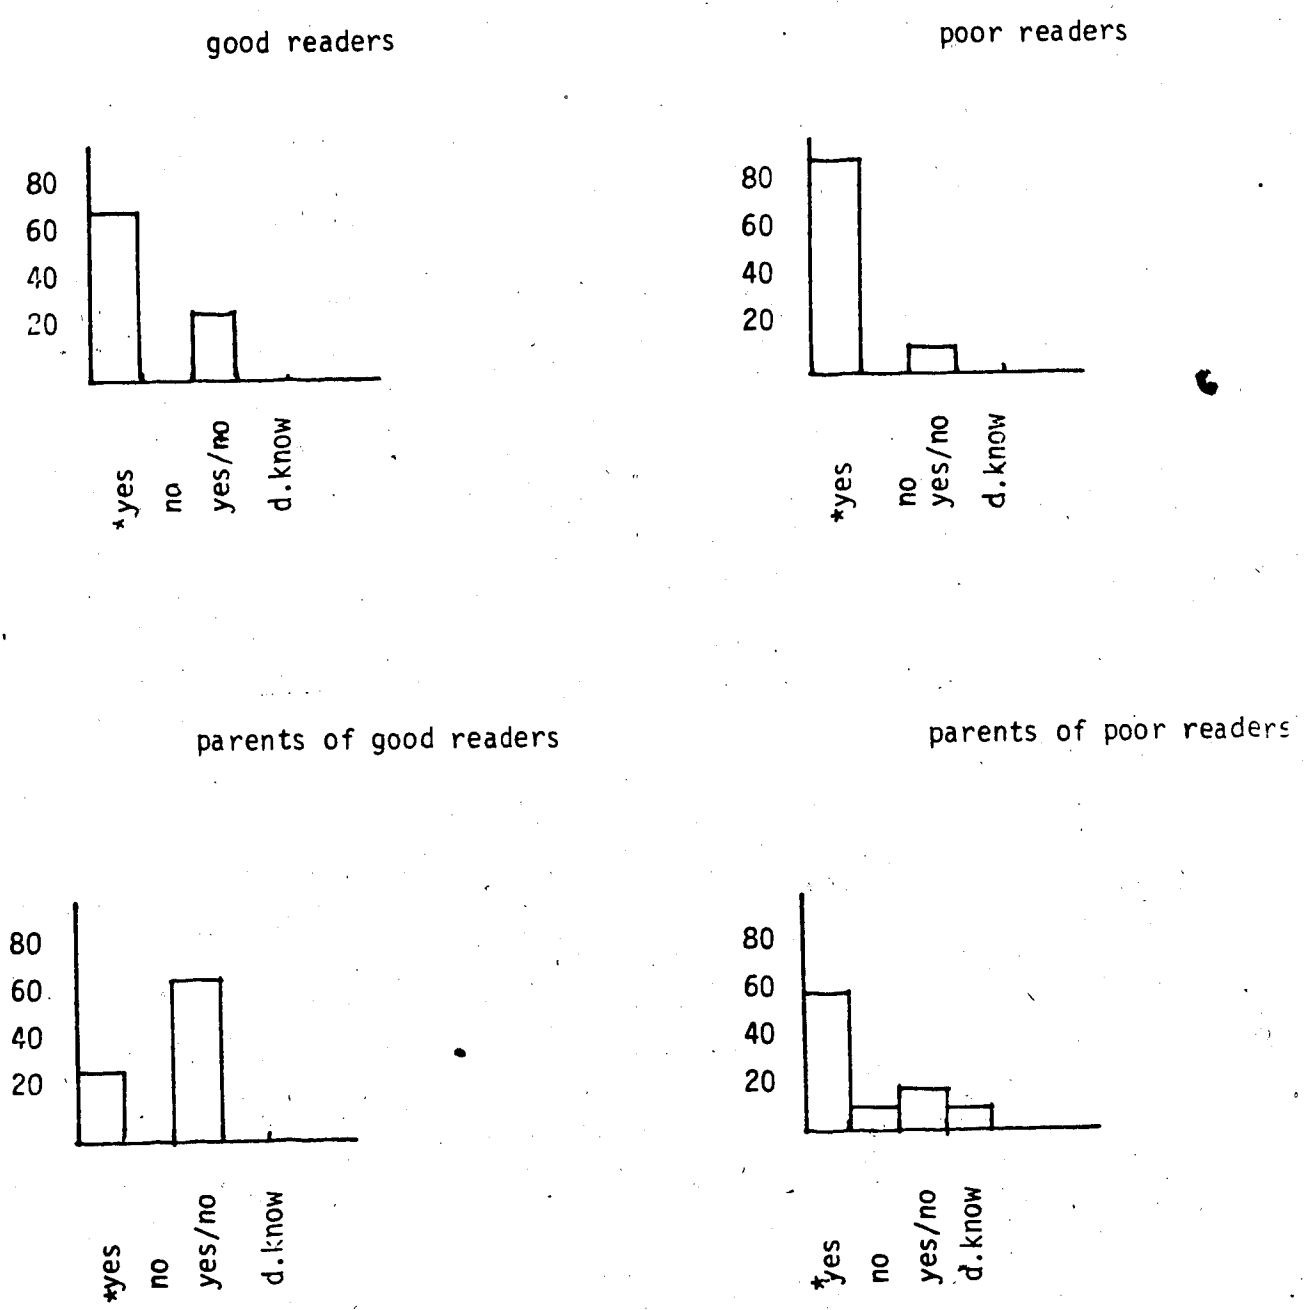 good readers
80
60
40
20
*yes
no
yes/no
d.know
poor readers
80
60
40
20
*yes
no
yes/no
d.know
parents of good readers
80
60
40
20
*yes
no
yes/no
d.know
parents of poor readers
80
60
40
20
*yes
no
yes/no
d.know